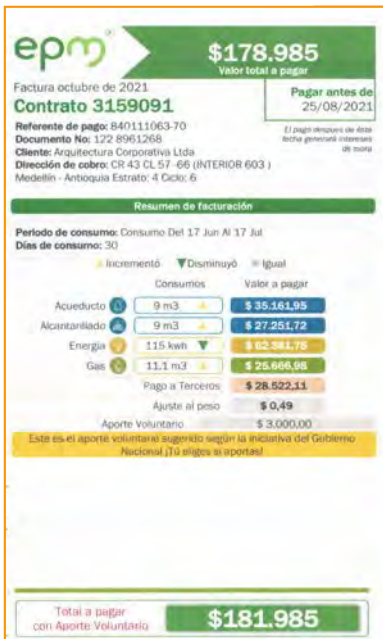 epm®
$178.985
Valor total a pagar
Factura octubre de 2021
Contrato 3159091
Pagar antes de
25/08/2021
Referente de pago: 840111063-70
Documento No: 122 8961268
Cliente: Arquitectura Corporativa Ltda
Dirección de cobro: CR 43 CL 57 -66 (INTERIOR 603 )
Medellín - Antioquia Estrato: 4 Ciclo: 6
El pago despues de ésta
fecha generará intereses
de mora
Resumen de facturación
Periodo de consumo: Consumo Del 17 Jun Al 17 Jul
Días de consumo: 30
Incrementó Disminuyó = Igual
Consumos Valor a pagar
Acueducto 9 m3 $ 35.161,95
Alcantarillado 9 m3 $ 27.251,72
Energía 115 kwh $ 62.381,75
Gas 11.1 m3 $ 25.666,98
Pago a Terceros $ 28.522,11
Ajuste al peso $ 0,49
Aporte Voluntario $ 3.000,00
Este es el aporte voluntario sugerido según la iniciativa del Gobierno
Nacional ¡Tú eliges si aportas!
Total a pagar
con Aporte Voluntario
$181.985